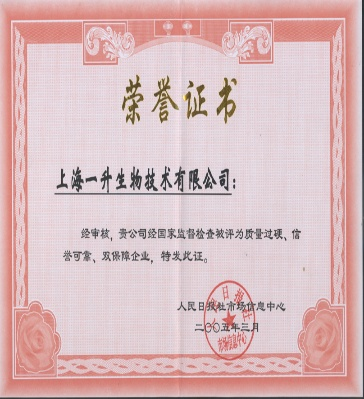 荣誉证书
上海一升生物技术有限公司：
经审核，贵公司经国家监督检查被评为质量过硬、信
誉可靠、双保障企业，特发此证。
人民日报社市场信息中心
二〇〇五年三月